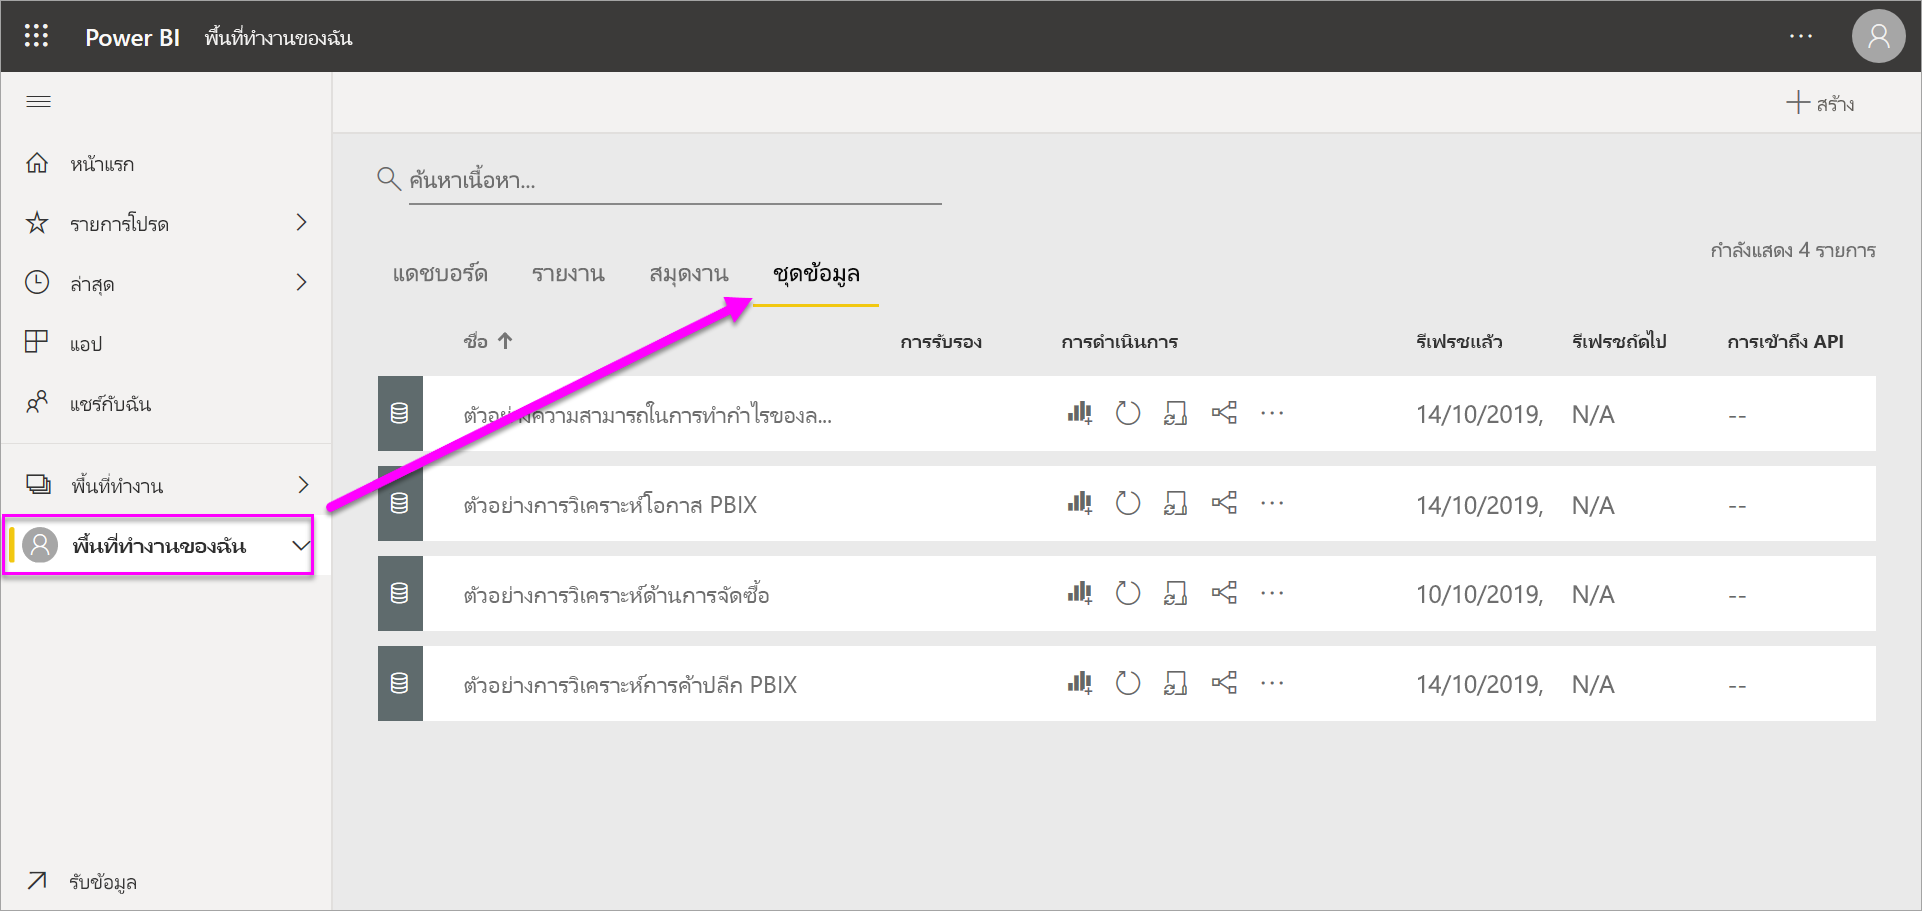 Power BI พื้นที่ทำงานของฉัน
สร้าง
หน้าแรก
รายการโปรด
ล่าสุด
แอป
แชร์กับฉัน
พื้นที่ทำงาน
พื้นที่ทำงานของฉัน
รับข้อมูล
ค้นหาเนื้อหา...
กำลังแสดง 4 รายการ
แดชบอร์ด รายงาน สมุดงาน ชุดข้อมูล
ชื่อ การรับรอง การดำเนินการ รีเฟรชแล้ว รีเฟรชถัดไป การเข้าถึง API
ตัวอย่างความสามารถในการทำกำไรของล... 14/10/2019, N/A --
ตัวอย่างการวิเคราะห์โอกาส PBIX 14/10/2019, N/A --
ตัวอย่างการวิเคราะห์ด้านการจัดซื้อ 10/10/2019, N/A --
ตัวอย่างการวิเคราะห์การค้าปลีก PBIX 14/10/2019, N/A --